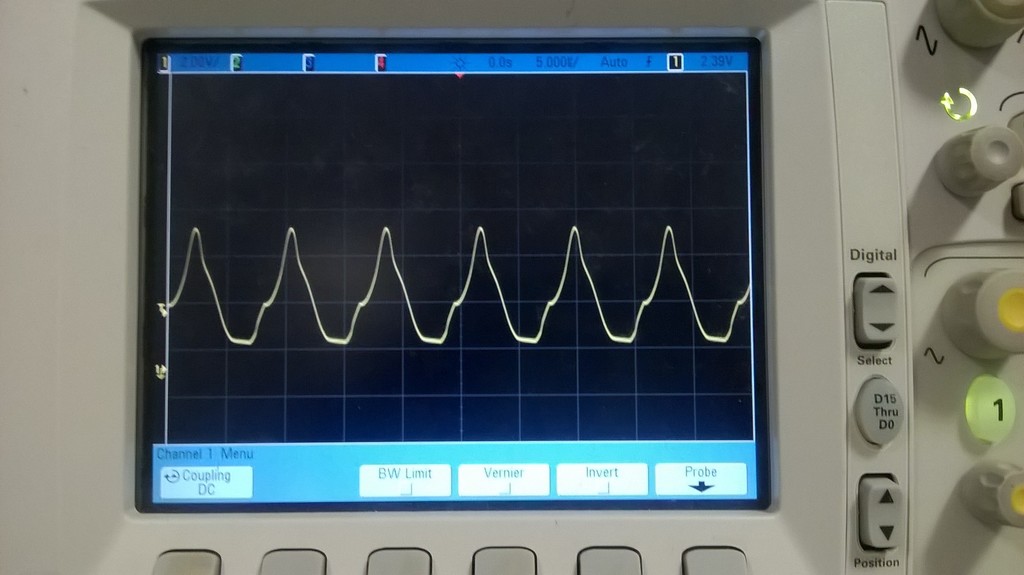 1 2.00V/ 2 3 4 0.0s 5.000s/ Auto 1 2.39V
Channel 1 Menu
Coupling
DC
BW Limit
Vernier
Invert
Probe
Digital
Select
D15
Thru
D0
Position
1